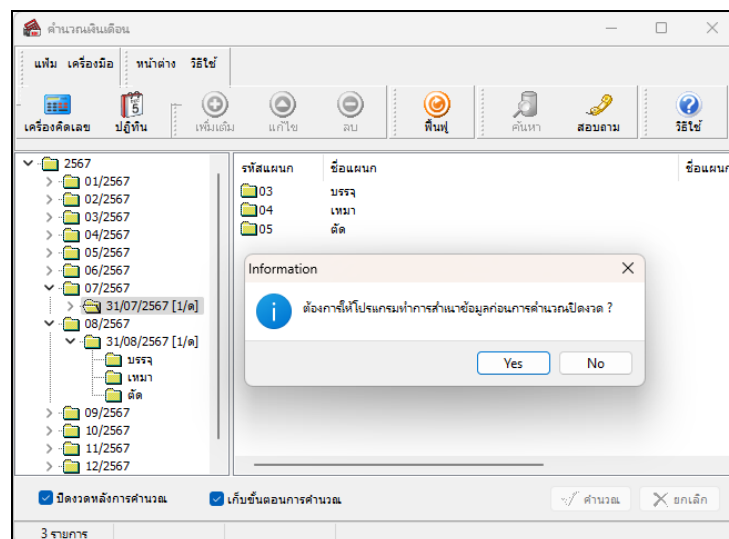 คำนวณเงินเดือน
แฟ้ม เครื่องมือ หน้าต่าง วิธีใช้
เครื่องคิดเลข ปฏิทิน เพิ่มเติม แก้ไข ลบ ฟื้นฟู ค้นหา สอบถาม วิธีใช้
2567
01/2567
02/2567
03/2567
04/2567
05/2567
06/2567
07/2567
31/07/2567 [1/ด]
08/2567
31/08/2567 [1/ด]
บรรจุ
เหมา
ตัด
09/2567
10/2567
11/2567
12/2567
รหัสแผนก ชื่อแผนก ชื่อแผนก
03 บรรจุ
04 เหมา
05 ตัด
Information
ต้องการให้โปรแกรมทำการสำเนาข้อมูลก่อนการคำนวณปิดงวด ?
Yes No
ปิดงวดหลังการคำนวณ เก็บขั้นตอนการคำนวณ คำนวณ ยกเลิก
3 รายการ